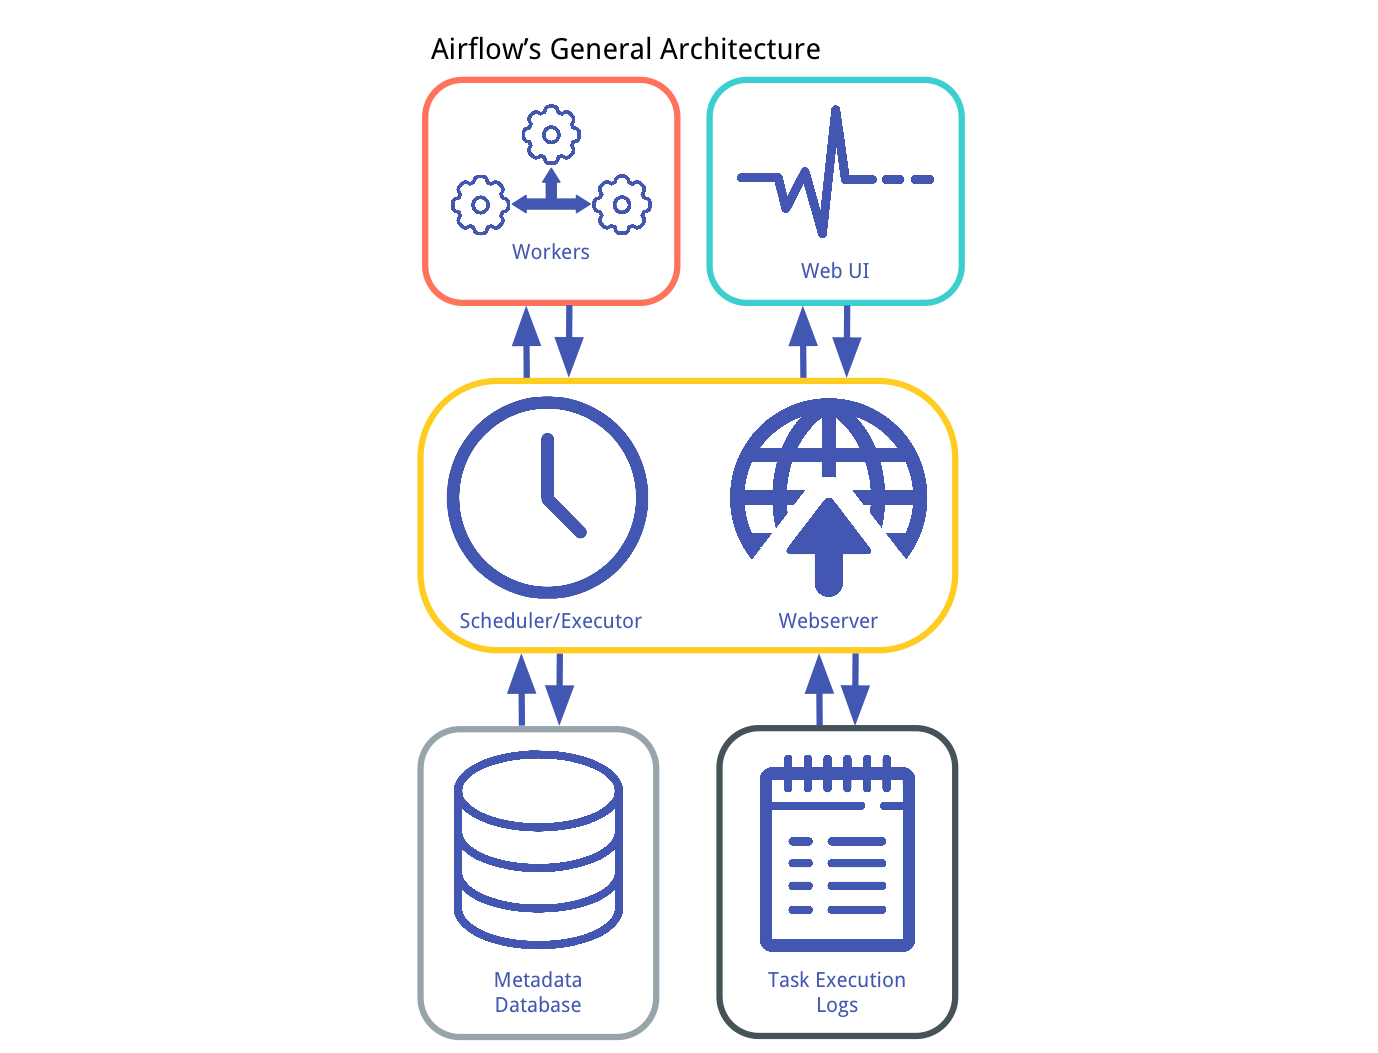 Airflow’s General Architecture
Workers
Web UI
Scheduler/Executor
Webserver
Metadata
Database
Task Execution
Logs